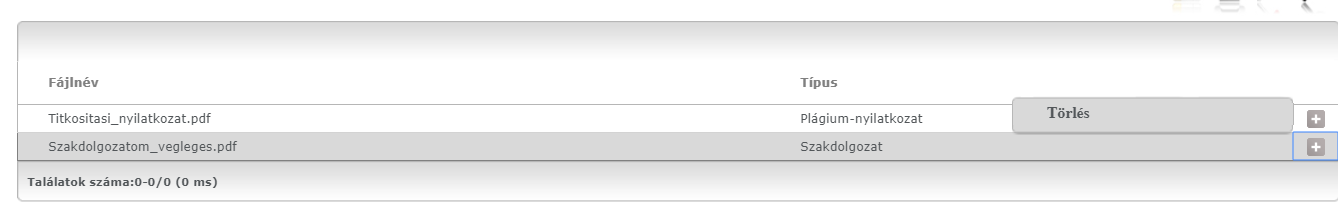 Fájlnév Típus
Titkositasi_nyilatkozat.pdf Plágium-nyilatkozat
Törlés
Szakdolgozatom_vegleges.pdf Szakdolgozat
Találatok száma:0-0/0 (0 ms)